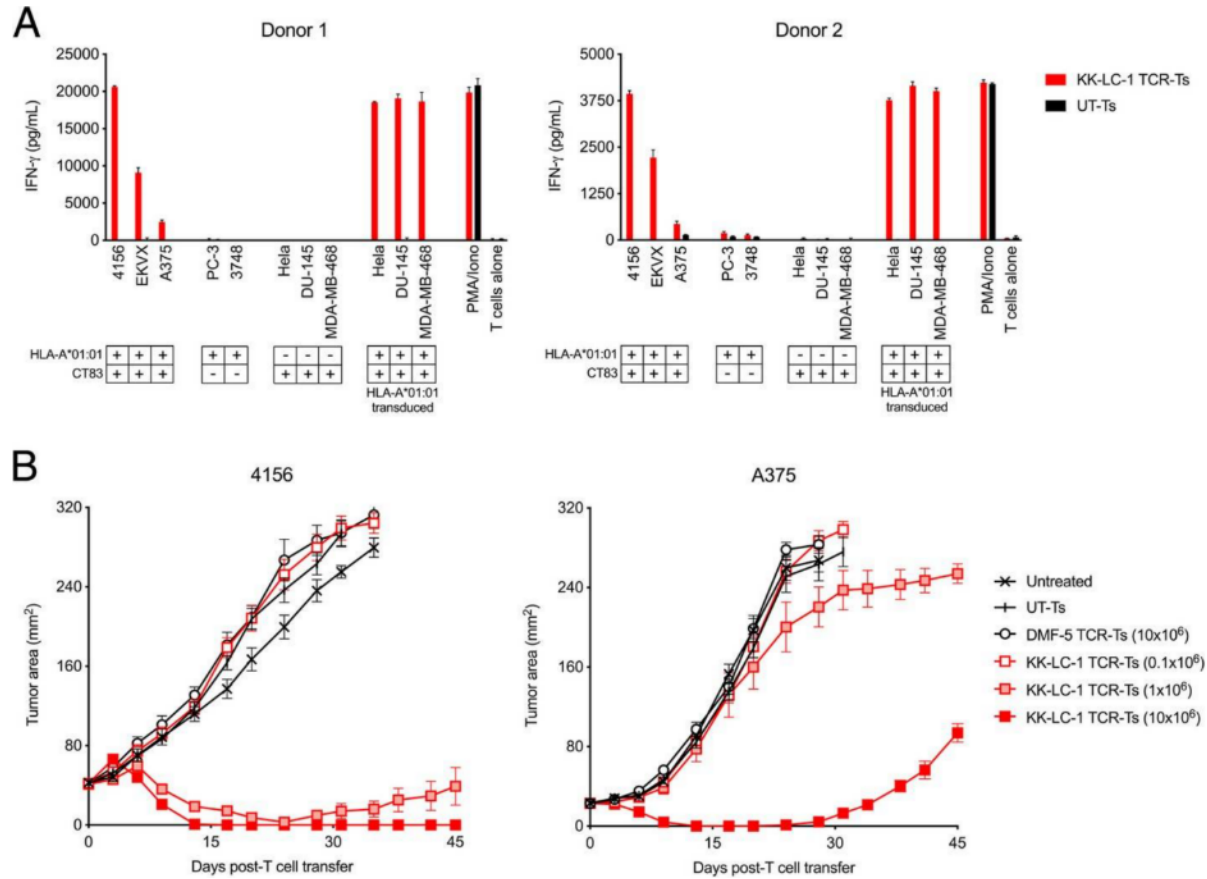 A
Donor 1
IFN-γ (pg/mL)
25000
20000
15000
10000
5000
0
4156
EKVX
A375
PC-3
3748
Hela
DU-145
MDA-MB-468
Hela
DU-145
MDA-MB-468
PMA/Iono
T cells alone
HLA-A*01:01 + + + + + - - - + + +
CT83 + + + - - + + + + + +
HLA-A*01:01
transduced
Donor 2
IFN-γ (pg/mL)
5000
3750
2500
1250
0
4156
EKVX
A375
PC-3
3748
Hela
DU-145
MDA-MB-468
Hela
DU-145
MDA-MB-468
PMA/Iono
T cells alone
HLA-A*01:01 + + + + + - - - + + +
CT83 + + + - - + + + + + +
HLA-A*01:01
transduced
KK-LC-1 TCR-Ts
UT-Ts
B
4156
Tumor area (mm²)
320
240
160
80
0
0 15 30 45
Days post-T cell transfer
A375
Tumor area (mm²)
320
240
160
80
0
0 15 30 45
Days post-T cell transfer
Untreated
UT-Ts
DMF-5 TCR-Ts (10x10⁶)
KK-LC-1 TCR-Ts (0.1x10⁶)
KK-LC-1 TCR-Ts (1x10⁶)
KK-LC-1 TCR-Ts (10x10⁶)